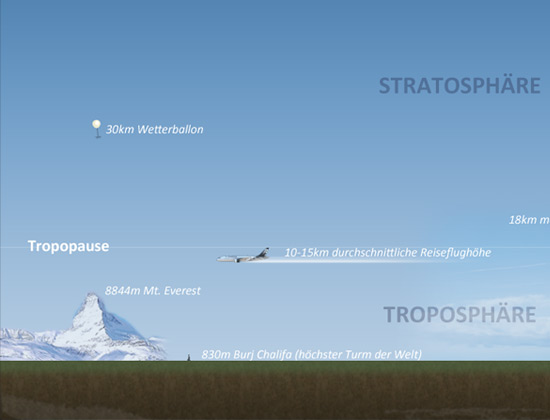 STRATOSPHÄRE
30km Wetterballon
18km m
Tropopause
10-15km durchschnittliche Reiseflughöhe
8844m Mt. Everest
TROPOSPHÄRE
830m Burj Chalifa (höchster Turm der Welt)